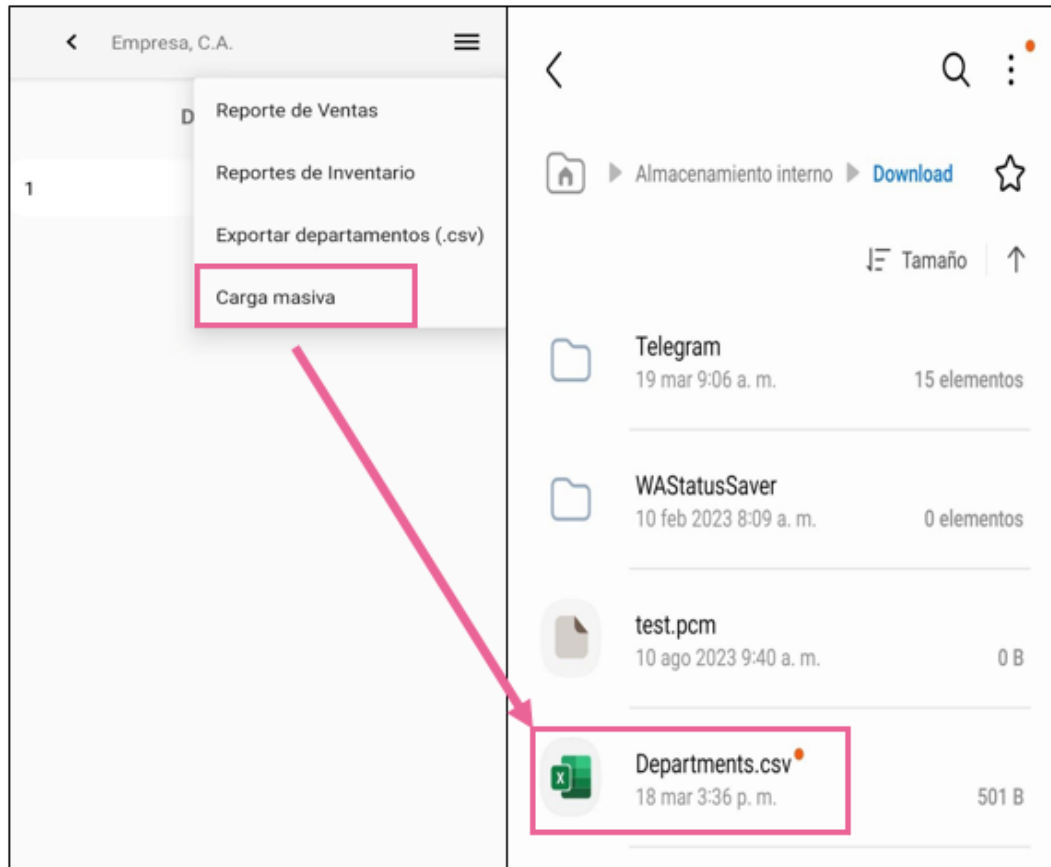 Empresa, C.A.
D
Reporte de Ventas
Reportes de Inventario
1
Exportar departamentos (.csv)
Carga masiva
Almacenamiento interno Download
Tamaño
Telegram
19 mar 9:06 a. m. 15 elementos
WAStatusSaver
10 feb 2023 8:09 a. m. 0 elementos
test.pcm
10 ago 2023 9:40 a. m. 0 B
X
Departments.csv
18 mar 3:36 p. m. 501 B